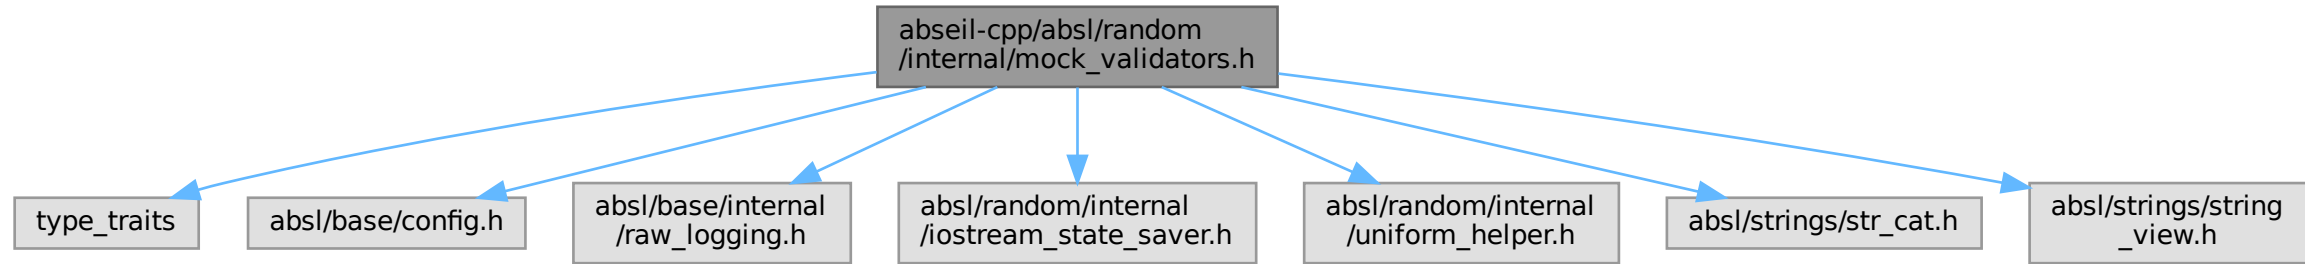 abseil-cpp/absl/random
/internal/mock_validators.h
type_traits
absl/base/config.h
absl/base/internal
/raw_logging.h
absl/random/internal
/iostream_state_saver.h
absl/random/internal
/uniform_helper.h
absl/strings/str_cat.h
absl/strings/string
_view.h